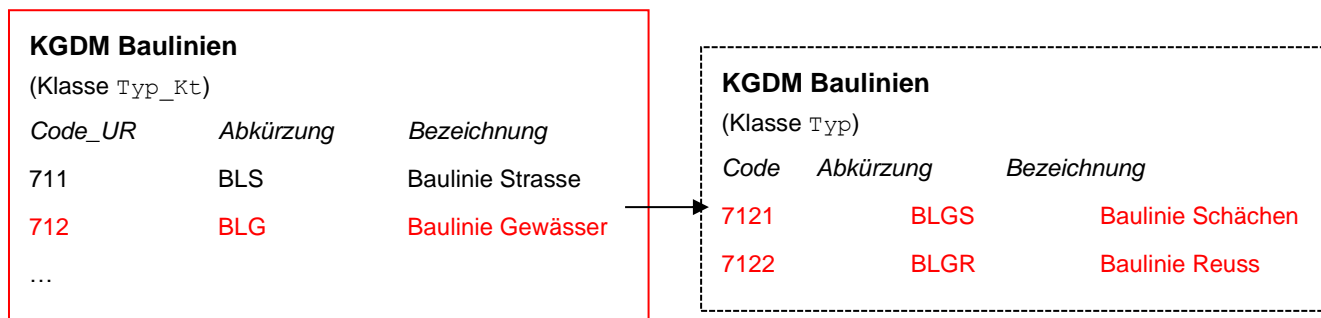 KGDM Baulinien
(Klasse Typ_Kt)
Code_UR Abkürzung Bezeichnung
711 BLS Baulinie Strasse
712 BLG Baulinie Gewässer
…
KGDM Baulinien
(Klasse Typ)
Code Abkürzung Bezeichnung
7121 BLGS Baulinie Schächen
7122 BLGR Baulinie Reuss